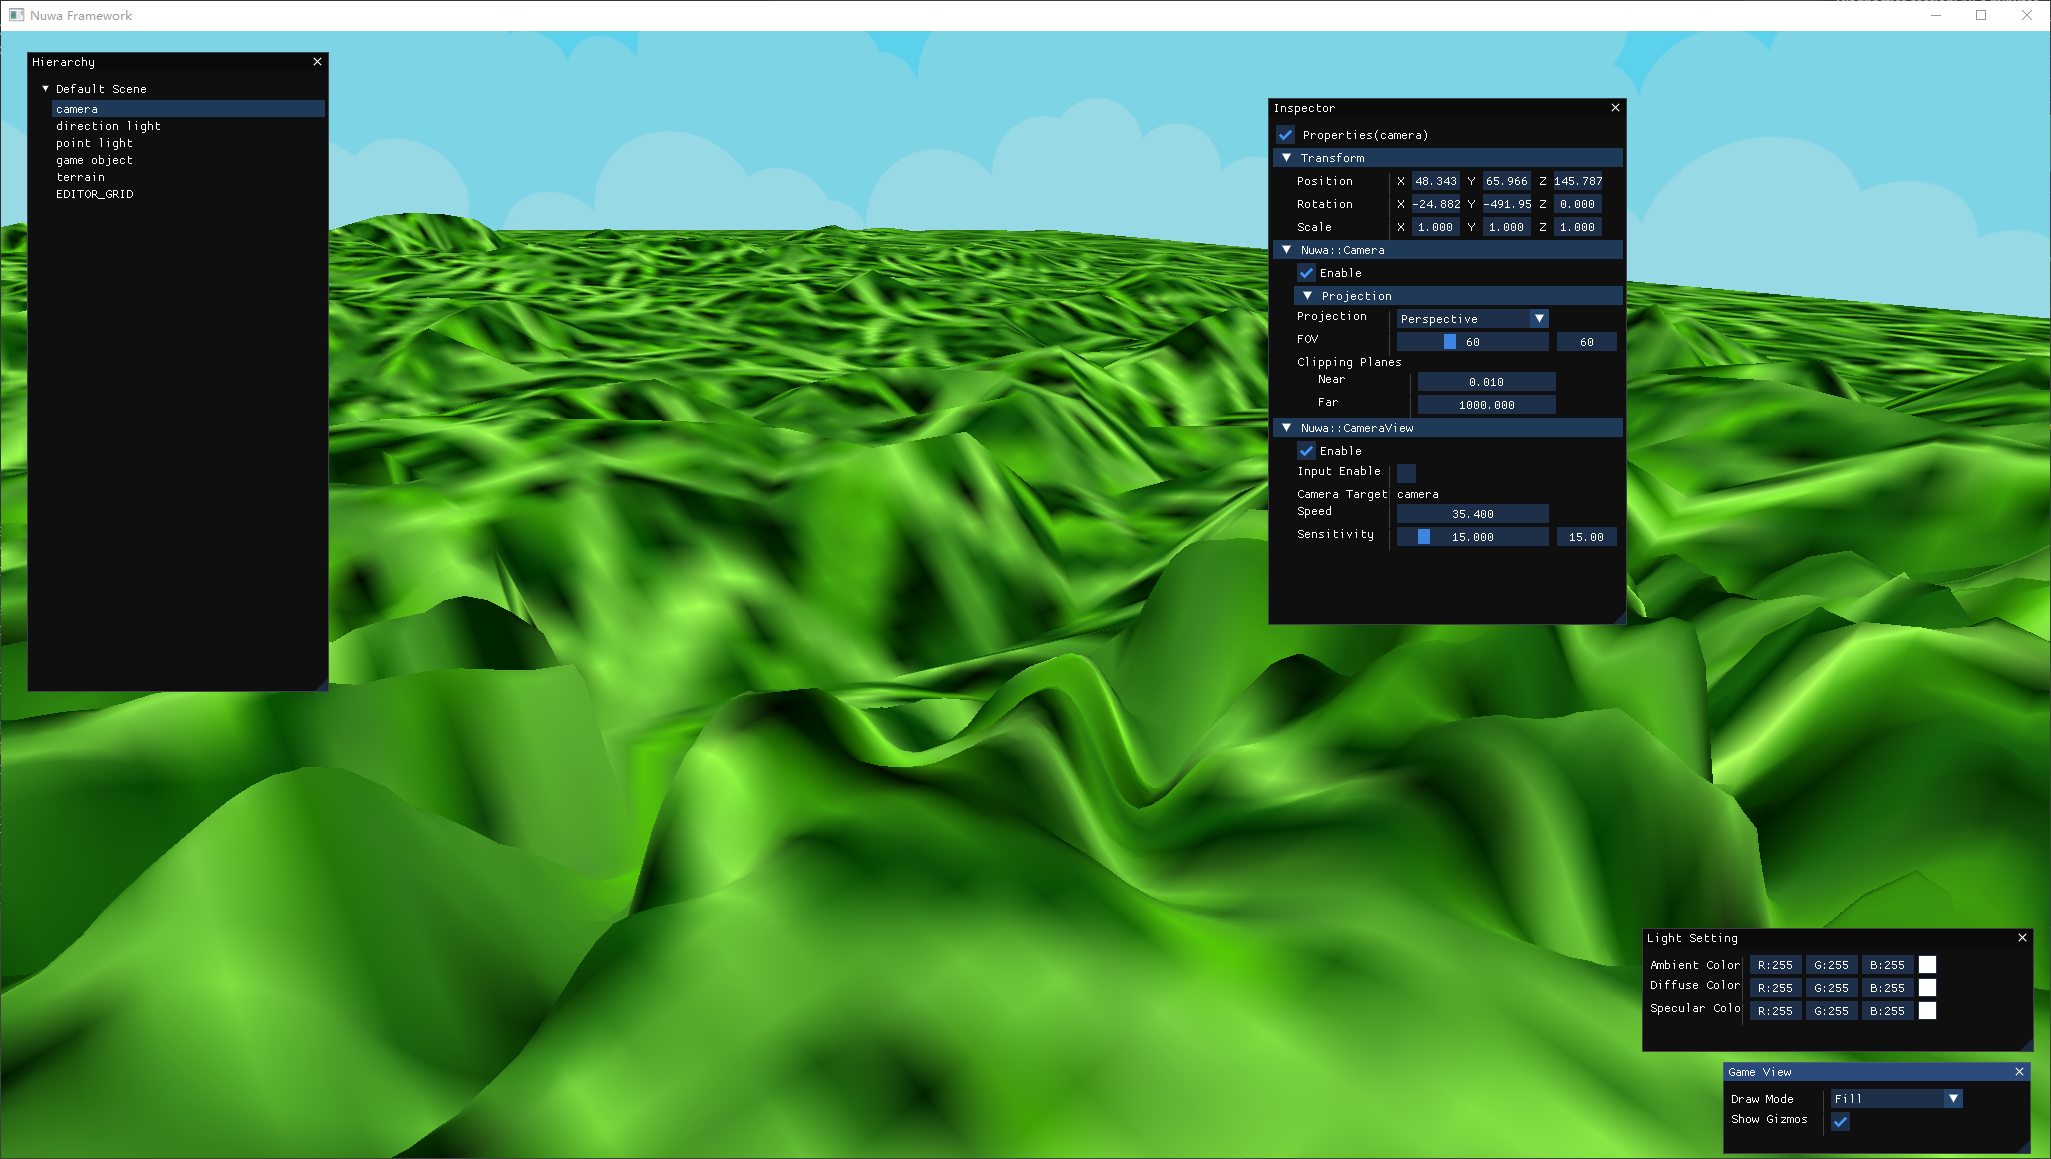 Nuwa Framework
Hierarchy
Default Scene
camera
direction light
point light
game object
terrain
EDITOR_GRID
Inspector
Properties(camera)
Transform
Position X 48.343 Y 65.966 Z 145.787
Rotation X -24.882 Y -491.95 Z 0.000
Scale X 1.000 Y 1.000 Z 1.000
Nuwa::Camera
Enable
Projection
Projection Perspective
FOV 60 60
Clipping Planes
Near 0.010
Far 1000.000
Nuwa::CameraView
Enable
Input Enable
Camera Target camera
Speed 35.400
Sensitivity 15.000 15.00
Light Setting
Ambient Color R:255 G:255 B:255
Diffuse Color R:255 G:255 B:255
Specular Colo R:255 G:255 B:255
Game View
Draw Mode Fill
Show Gizmos